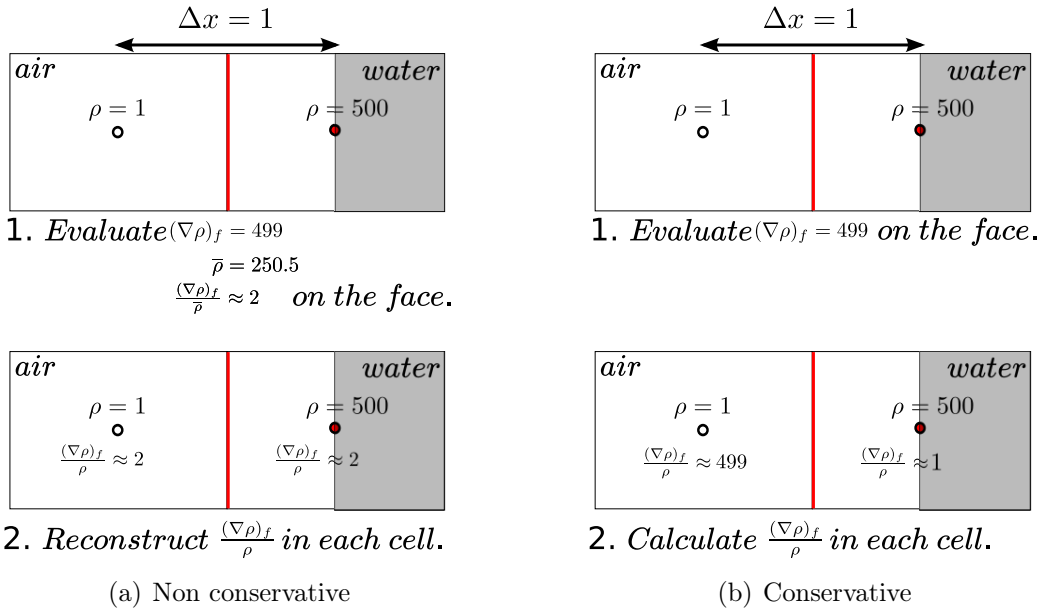 Δx = 1
air
water
ρ = 1
ρ = 500
1. Evaluate (∇ρ)_f = 499
ρ̅ = 250.5
(∇ρ)_f / ρ̅ ≈ 2 on the face.
air
water
ρ = 1
ρ = 500
(∇ρ)_f / ρ ≈ 2
(∇ρ)_f / ρ ≈ 2
2. Reconstruct (∇ρ)_f / ρ in each cell.
(a) Non conservative
Δx = 1
air
water
ρ = 1
ρ = 500
1. Evaluate (∇ρ)_f = 499 on the face.
air
water
ρ = 1
ρ = 500
(∇ρ)_f / ρ ≈ 499
(∇ρ)_f / ρ ≈ 1
2. Calculate (∇ρ)_f / ρ in each cell.
(b) Conservative